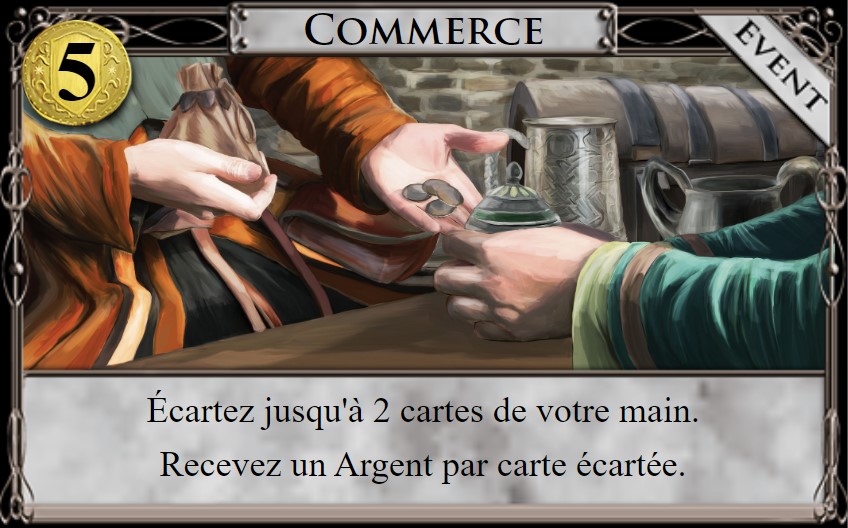 COMMERCE
5
EVENT
Écartez jusqu'à 2 cartes de votre main.
Recevez un Argent par carte écartée.